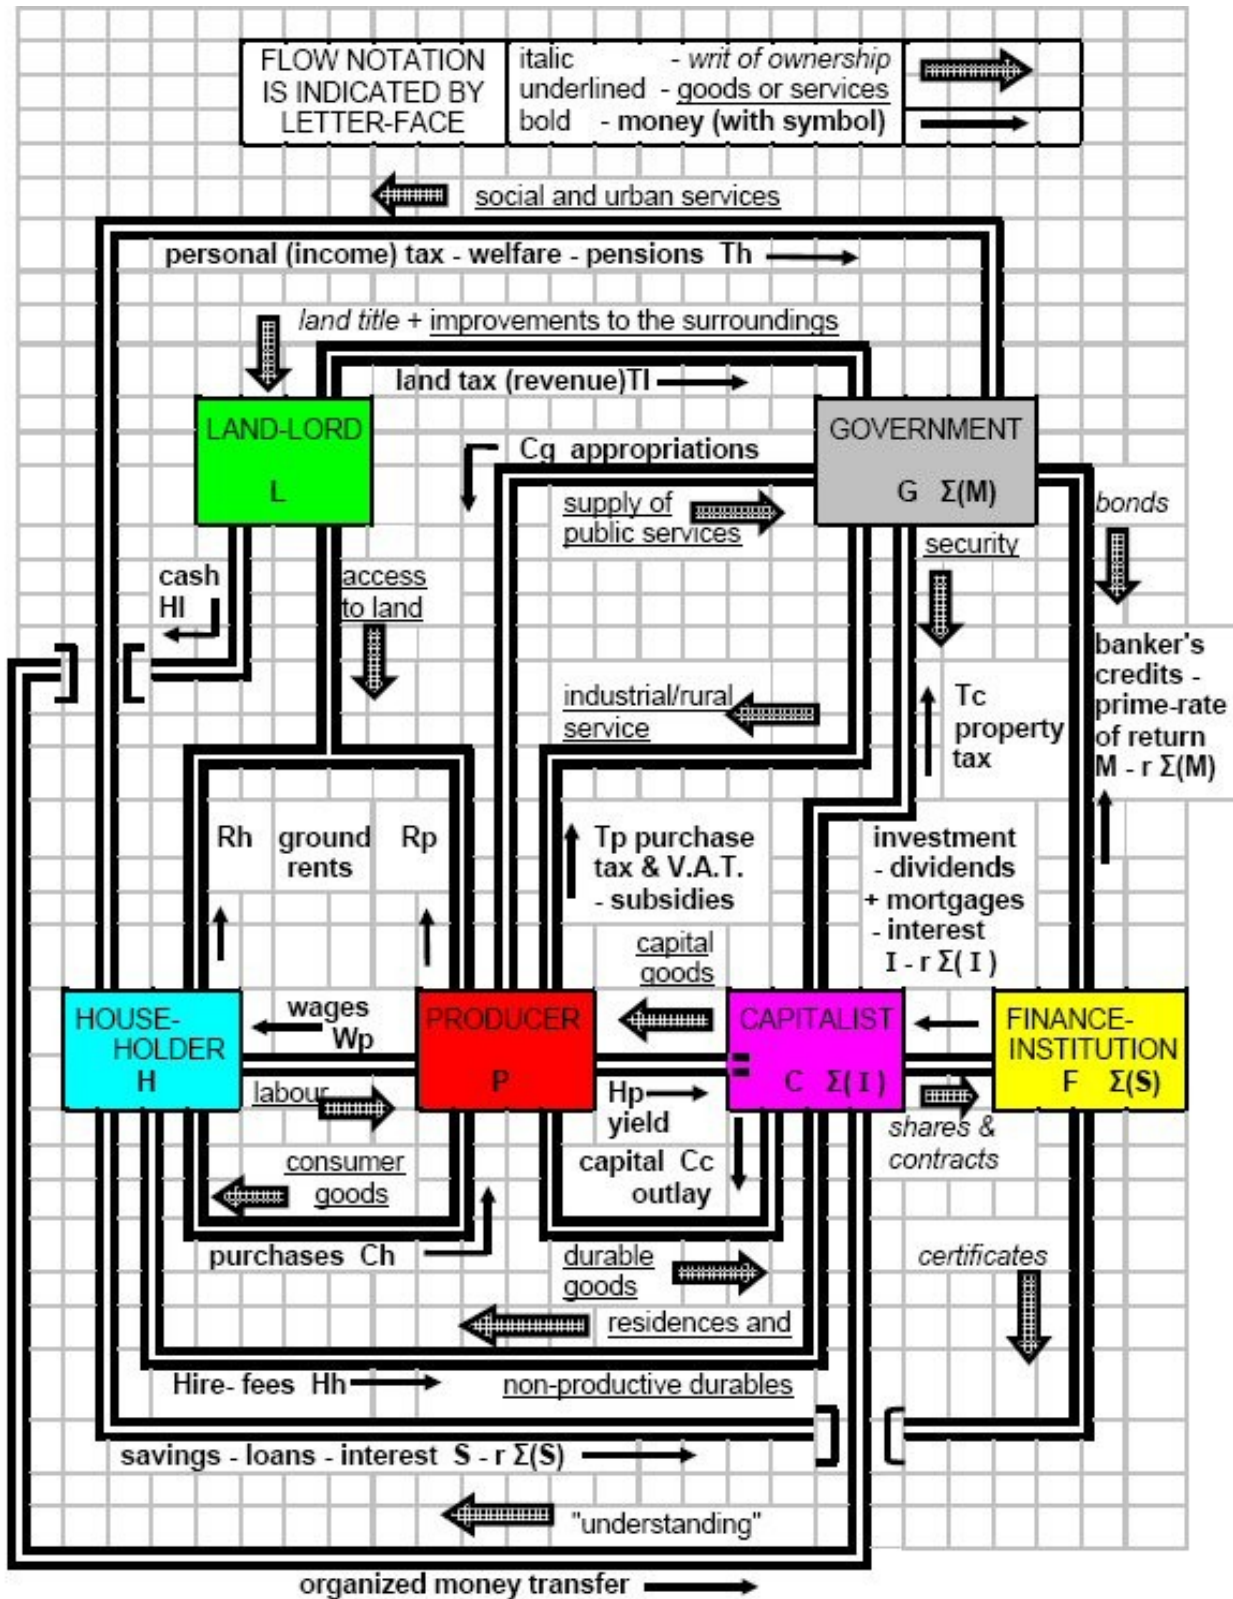 FLOW NOTATION
IS INDICATED BY
LETTER-FACE
italic - writ of ownership
underlined - goods or services
bold - money (with symbol)
social and urban services
personal (income) tax - welfare - pensions Th
land title + improvements to the surroundings
land tax (revenue)Tl
LAND-LORD
L
GOVERNMENT
G Σ(M)
Cg appropriations
supply of
public services
bonds
security
cash
Hl
access
to land
banker's
credits -
prime-rate
of return
M - r Σ(M)
industrial/rural
service
Tc
property
tax
Rh ground Rp
rents
Tp purchase
tax & V.A.T.
- subsidies
investment
- dividends
+ mortgages
- interest
I - r Σ( I )
capital
goods
HOUSE-
HOLDER
H
wages
Wp
PRODUCER
P
CAPITALIST
C Σ( I )
FINANCE-
INSTITUTION
F Σ(S)
labour
Hp
yield
shares &
contracts
consumer
goods
capital Cc
outlay
purchases Ch
durable
goods
certificates
residences and
Hire- fees Hh
non-productive durables
savings - loans - interest S - r Σ(S)
"understanding"
organized money transfer